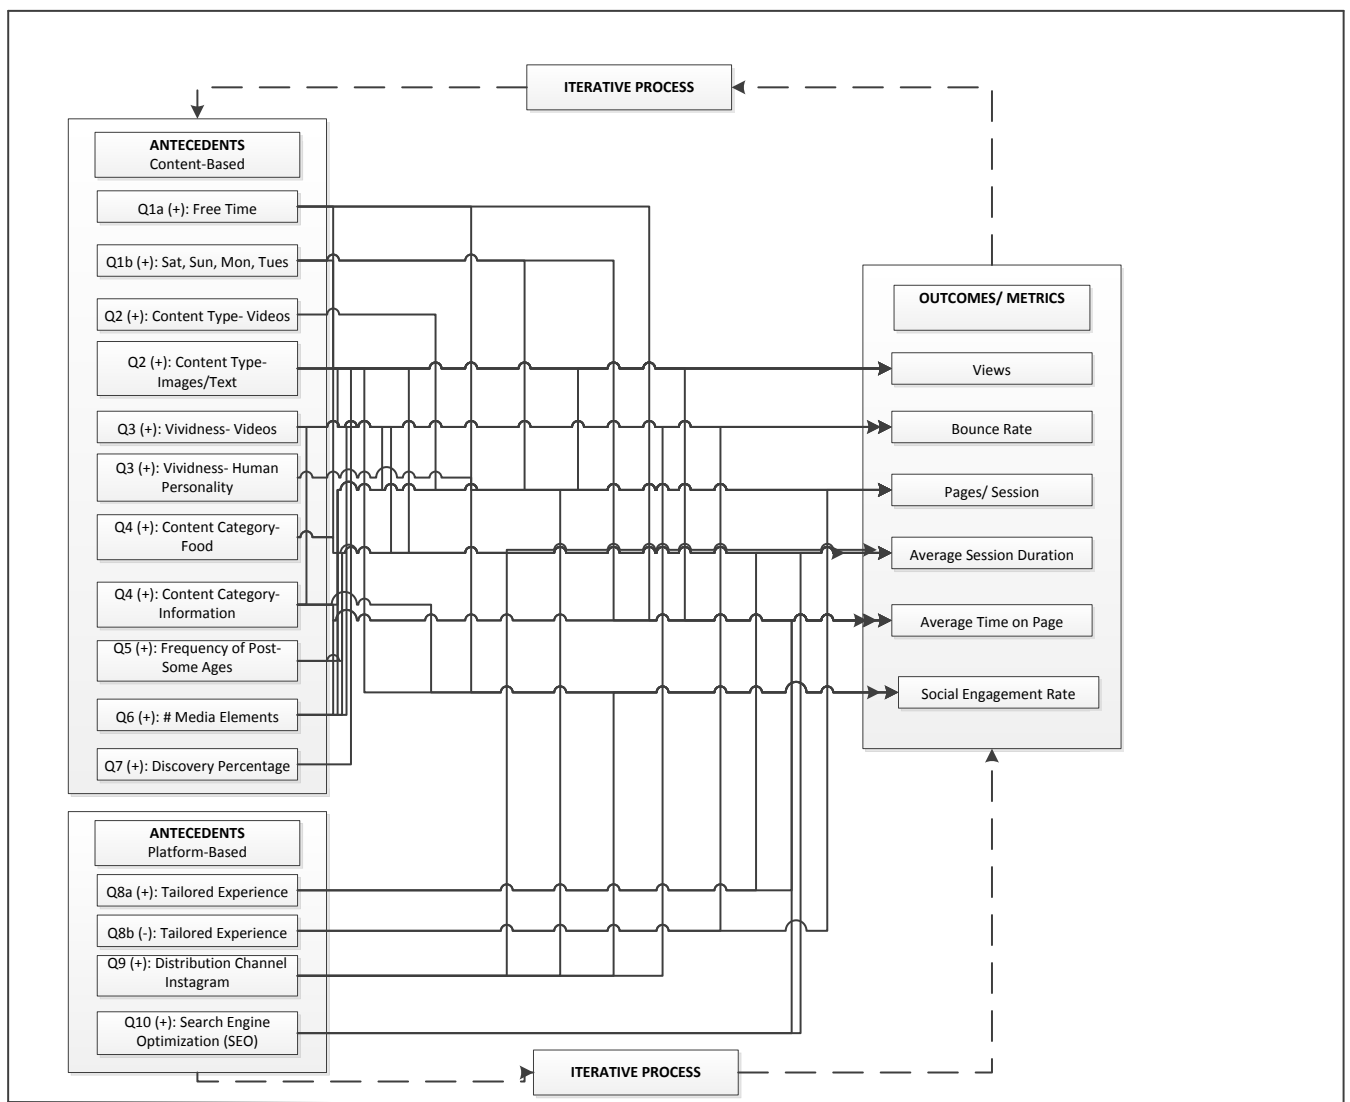 ITERATIVE PROCESS
ANTECEDENTS
Content-Based
Q1a (+): Free Time
Q1b (+): Sat, Sun, Mon, Tues
Q2 (+): Content Type- Videos
Q2 (+): Content Type-
Images/Text
Q3 (+): Vividness- Videos
Q3 (+): Vividness- Human
Personality
Q4 (+): Content Category-
Food
Q4 (+): Content Category-
Information
Q5 (+): Frequency of Post-
Some Ages
Q6 (+): # Media Elements
Q7 (+): Discovery Percentage
ANTECEDENTS
Platform-Based
Q8a (+): Tailored Experience
Q8b (-): Tailored Experience
Q9 (+): Distribution Channel
Instagram
Q10 (+): Search Engine
Optimization (SEO)
OUTCOMES/ METRICS
Views
Bounce Rate
Pages/ Session
Average Session Duration
Average Time on Page
Social Engagement Rate
ITERATIVE PROCESS